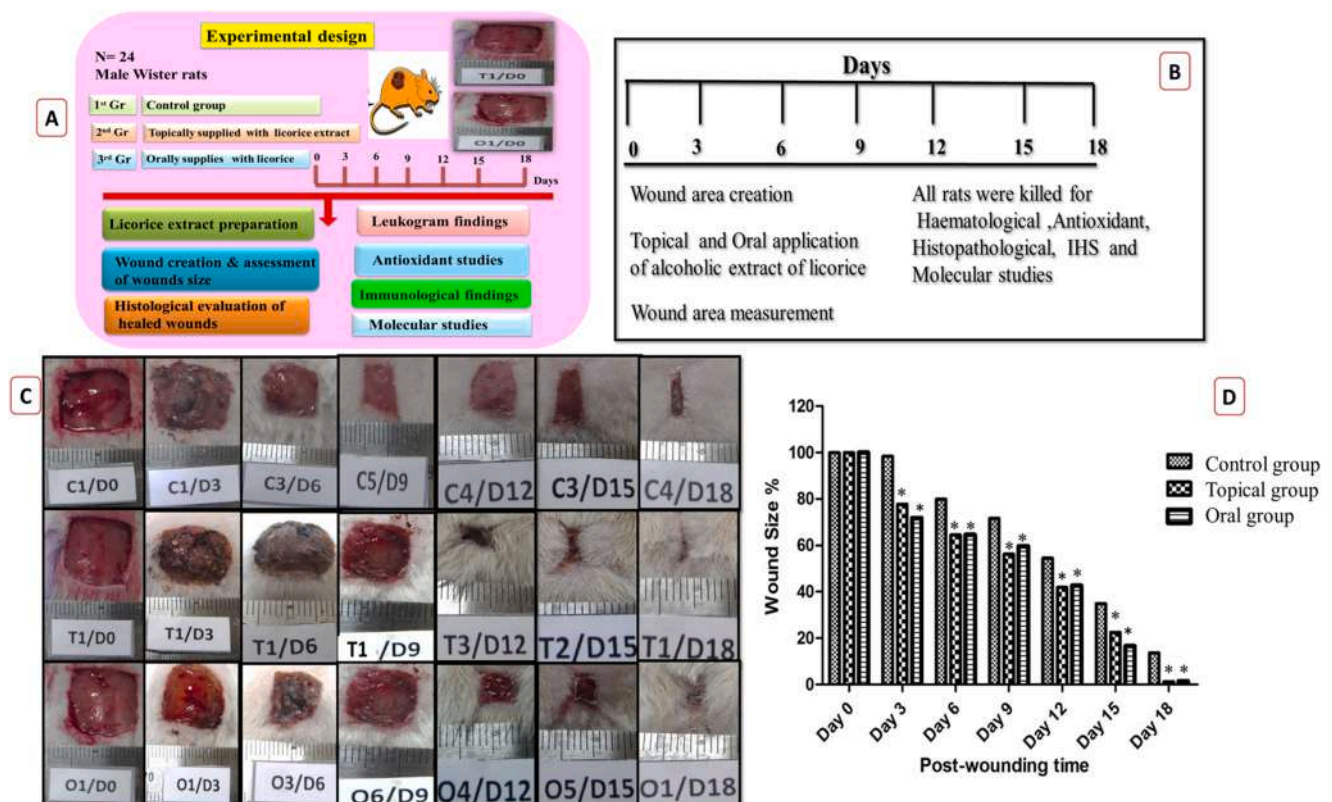 A
Experimental design
N= 24
Male Wister rats
1st Gr Control group
2nd Gr Topically supplied with licorice extract
3rd Gr Orally supplies with licorice
T1/D0
O1/D0
0 3 6 9 12 15 18
Days
Licorice extract preparation
Wound creation & assessment
of wounds size
Histological evaluation of
healed wounds
Leukogram findings
Antioxidant studies
Immunological findings
Molecular studies
B
Days
0 3 6 9 12 15 18
Wound area creation
Topical and Oral application
of alcoholic extract of licorice
Wound area measurement
All rats were killed for
Haematological ,Antioxidant,
Histopathological, IHS and
Molecular studies
C
C1/D0 C1/D3 C3/D6 C5/D9 C4/D12 C3/D15 C4/D18
T1/D0 T1/D3 T1/D6 T1 /D9 T3/D12 T2/D15 T1/D18
O1/D0 O1/D3 O3/D6 O6/D9 O4/D12 O5/D15 O1/D18
D
Wound Size %
120
100
80
60
40
20
0
* * * * * * * * * * * *
Day 0 Day 3 Day 6 Day 9 Day 12 Day 15 Day 18
Post-wounding time
Control group
Topical group
Oral group